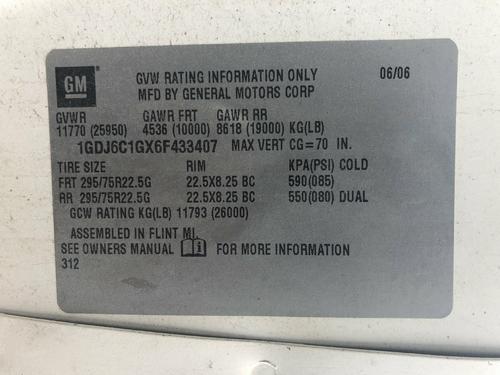 GM
GVW RATING INFORMATION ONLY 06/06
MFD BY GENERAL MOTORS CORP
GVWR GAWR FRT GAWR RR
11770 (25950) 4536 (10000) 8618 (19000) KG(LB)
1GDJ6C1GX6F433407 MAX VERT CG=70 IN.
TIRE SIZE RIM KPA(PSI) COLD
FRT 295/75R22.5G 22.5X8.25 BC 590(085)
RR 295/75R22.5G 22.5X8.25 BC 550(080) DUAL
GCW RATING KG(LB) 11793 (26000)
ASSEMBLED IN FLINT MI.
SEE OWNERS MANUAL FOR MORE INFORMATION
312